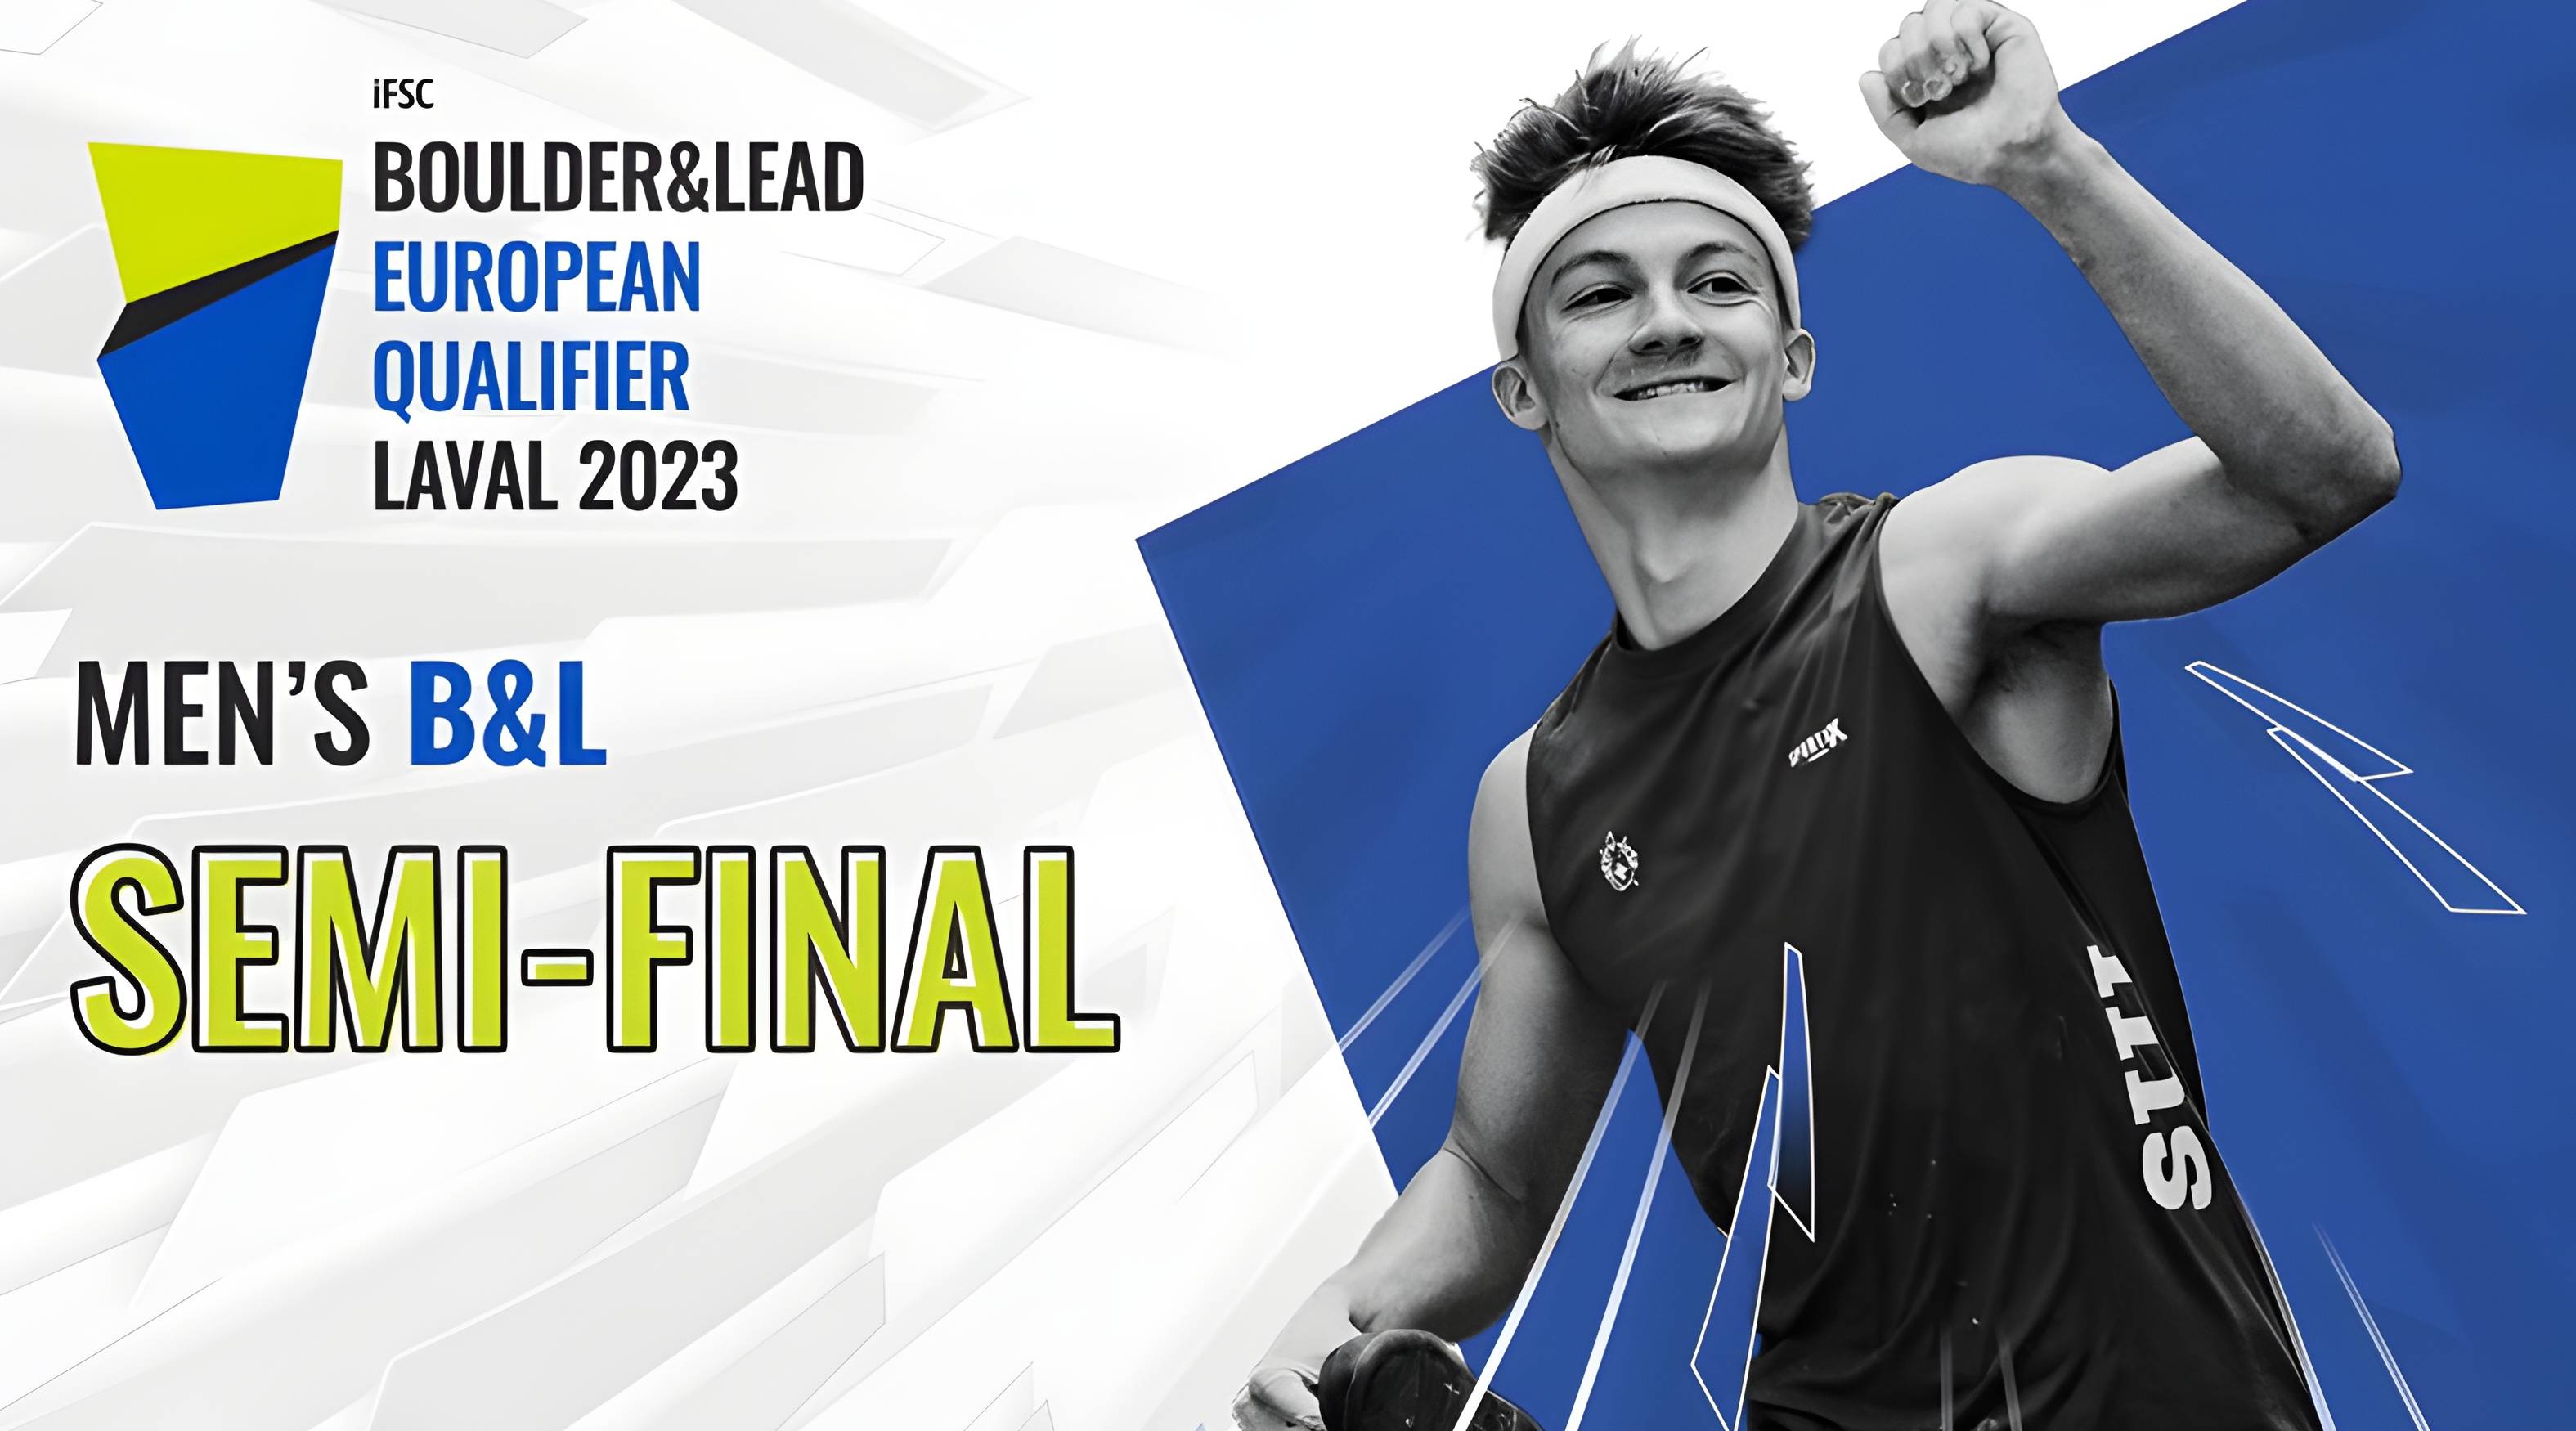 iFSC
BOULDER&LEAD
EUROPEAN
QUALIFIER
LAVAL 2023
MEN'S B&L
SEMI-FINAL